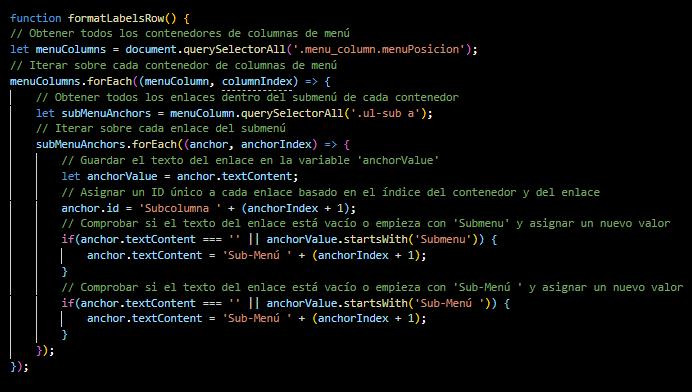 function formatLabelsRow() {
// Obtener todos los contenedores de columnas de menú
let menuColumns = document.querySelectorAll('.menu_column.menuPosicion');
// Iterar sobre cada contenedor de columnas de menú
menuColumns.forEach((menuColumn, columnIndex) => {
    // Obtener todos los enlaces dentro del submenú de cada contenedor
    let subMenuAnchors = menuColumn.querySelectorAll('.ul-sub a');
    // Iterar sobre cada enlace del submenú
    subMenuAnchors.forEach((anchor, anchorIndex) => {
        // Guardar el texto del enlace en la variable 'anchorValue'
        let anchorValue = anchor.textContent;
        // Asignar un ID único a cada enlace basado en el índice del contenedor y del enlace
        anchor.id = 'Subcolumna ' + (anchorIndex + 1);
        // Comprobar si el texto del enlace está vacío o empieza con 'Submenu' y asignar un nuevo valor
        if(anchor.textContent === '' || anchorValue.startsWith('Submenu')) {
            anchor.textContent = 'Sub-Menú ' + (anchorIndex + 1);
        }
        // Comprobar si el texto del enlace está vacío o empieza con 'Sub-Menú ' y asignar un nuevo valor
        if(anchor.textContent === '' || anchorValue.startsWith('Sub-Menú ')) {
            anchor.textContent = 'Sub-Menú ' + (anchorIndex + 1);
        }
    });
});